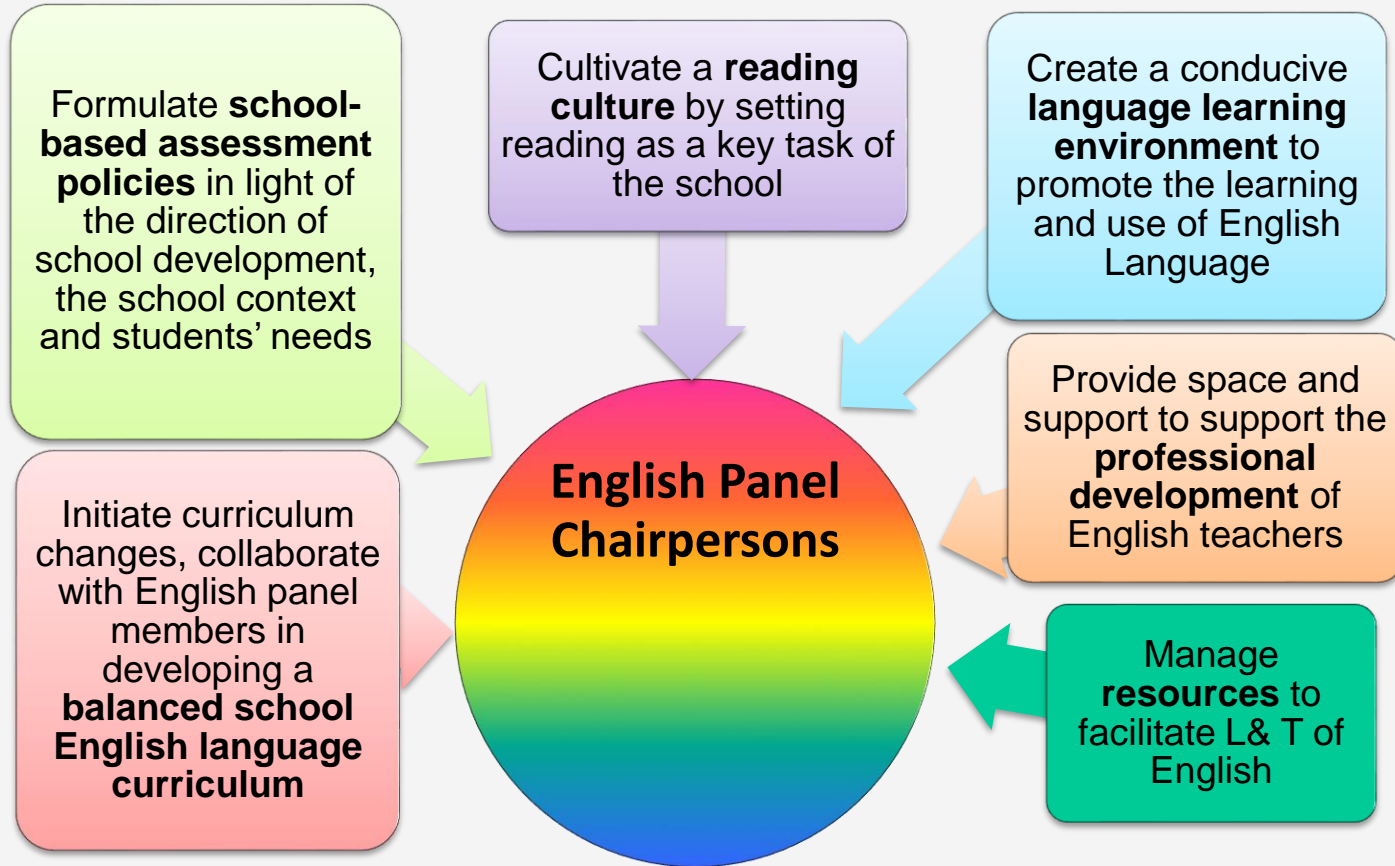 Formulate school-
based assessment
policies in light of
the direction of
school development,
the school context
and students' needs
Cultivate a reading
culture by setting
reading as a key task of
the school
Create a conducive
language learning
environment to
promote the learning
and use of English
Language
English Panel
Chairpersons
Provide space and
support to support the
professional
development of
English teachers
Initiate curriculum
changes, collaborate
with English panel
members in
developing a
balanced school
English language
curriculum
Manage
resources to
facilitate L& T of
English